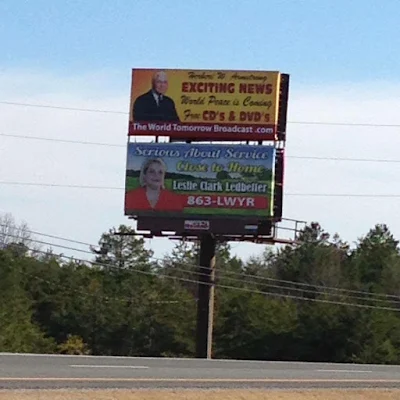 Herbert W. Armstrong
EXCITING NEWS
World Peace is Coming
Free CD's & DVD's
The World Tomorrow Broadcast .com
Serious About Service
Close to Home
Leslie Clark Ledbetter
863-LWYR